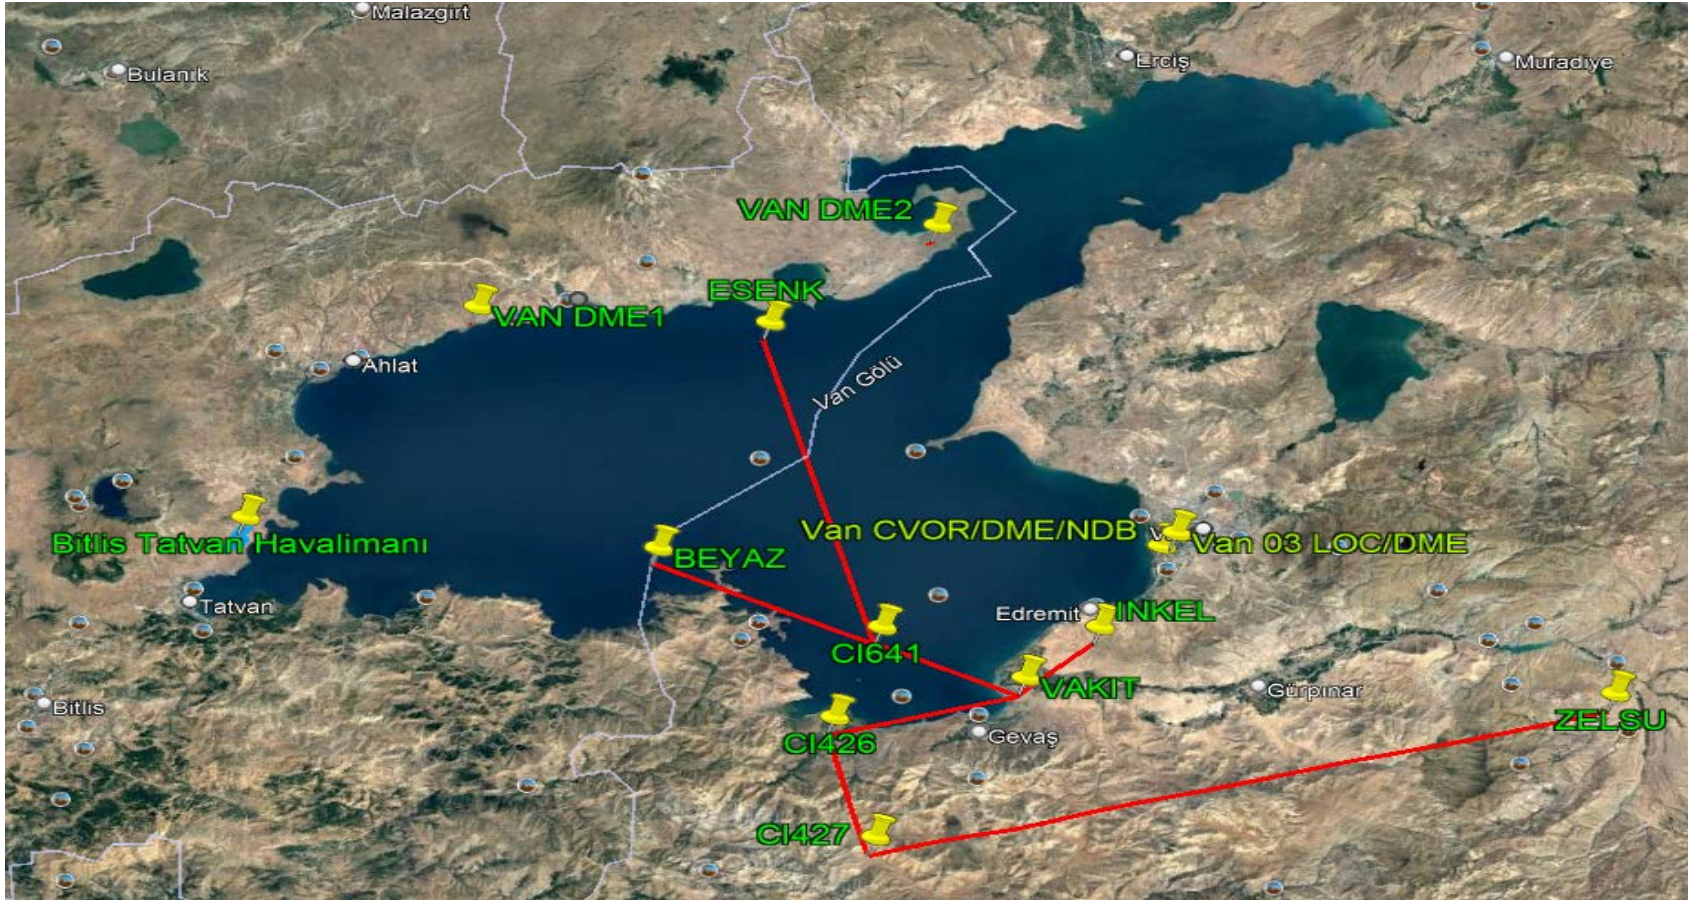 Malazgirt
Bulanık
Erciş
Muradiye
VAN DME2
ESENK
VAN DME1
Ahlat
Van Gölü
Bitlis Tatvan Havalimanı
Van CVOR/DME/NDB
Van 03 LOC/DME
BEYAZ
Tatvan
Edremit
INKEL
CI641
VAKIT
Gürpınar
Bitlis
CI426
Gevaş
ZELSU
CI427